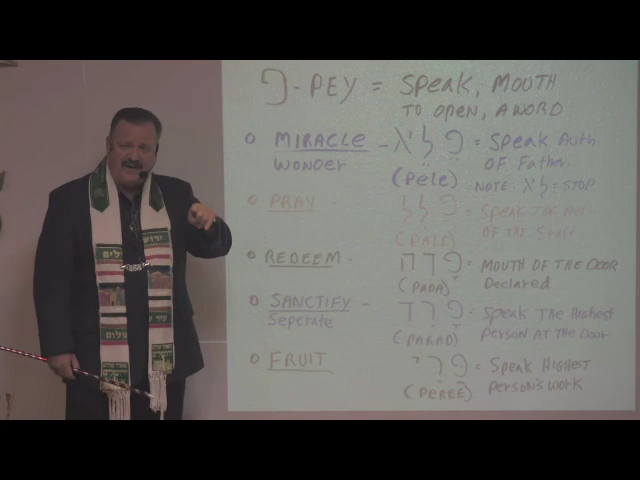 פ - PEY = Speak, MOUTH
TO OPEN, A WORD
MIRACLE - פלא = Speak Auth
Wonder (Pele) OF Father
NOTE: לא = STOP
PRAY פלל = Speak THE Auth
(PALE) OF THE Staff
REDEEM - פדה = MOUTH OF THE DOOR
(PADA) Declared
SANCTIFY - פרד = Speak THE Highest
Seperate (PARAD) person AT THE DOOR
FRUIT פרי = Speak Highest
(PEREE) person's work
ירושלים